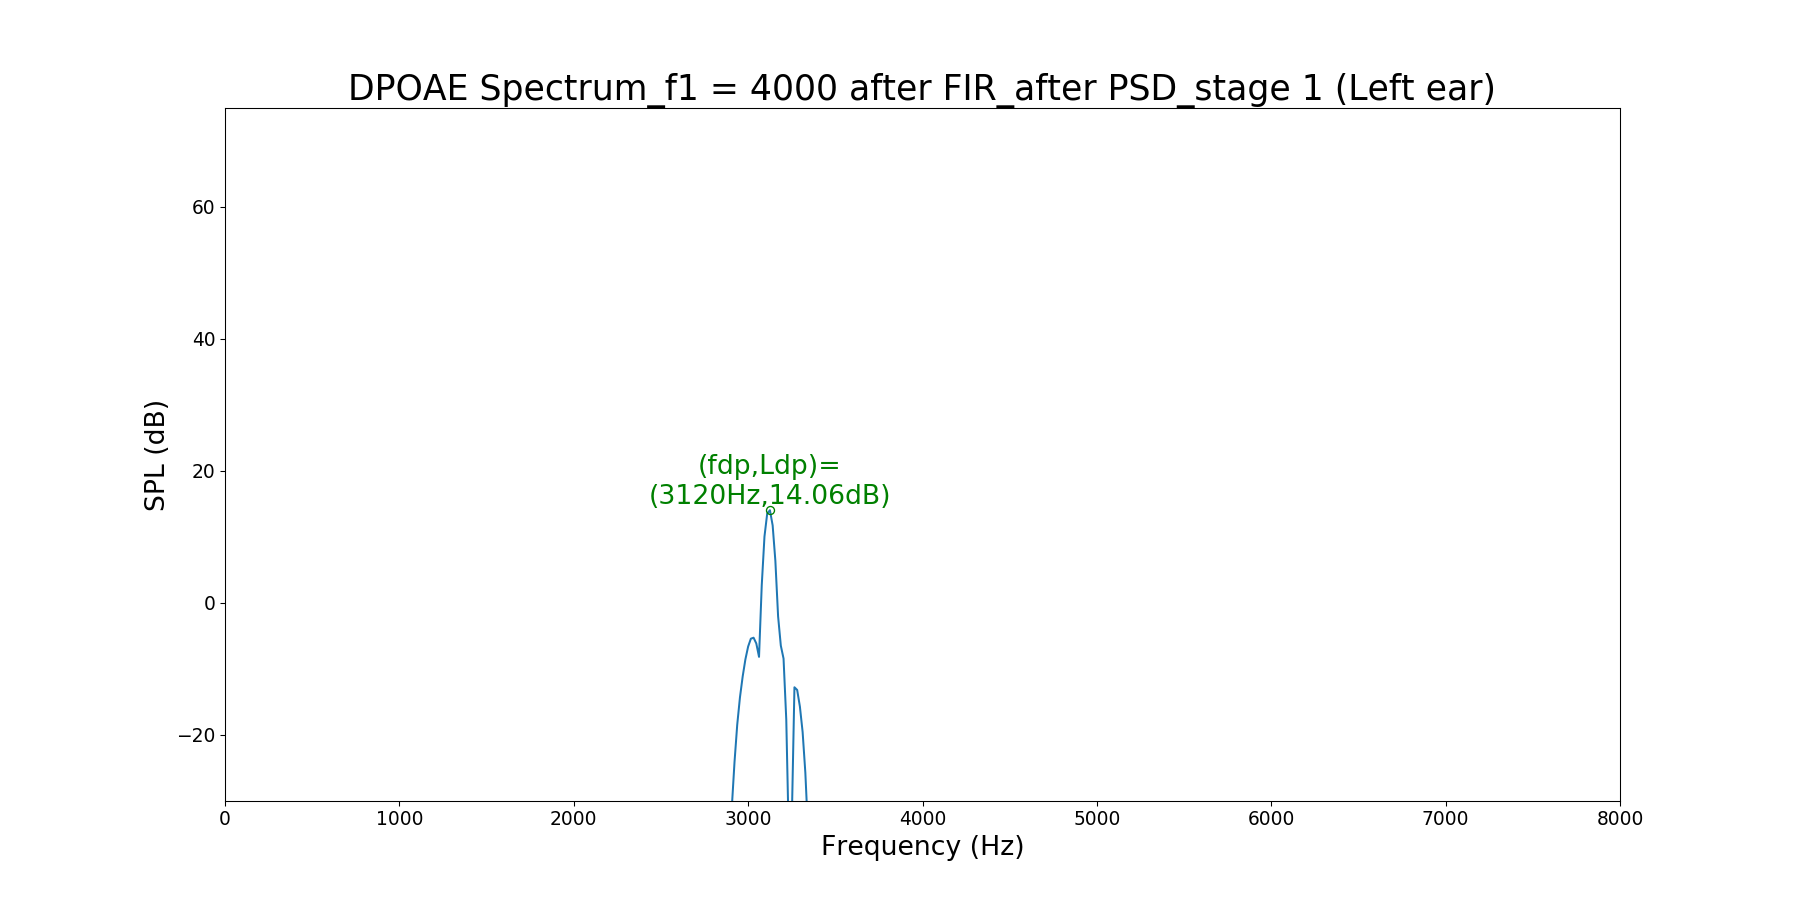 DPOAE Spectrum_f1 = 4000 after FIR_after PSD_stage 1 (Left ear)
60
40
20
0
−20
SPL (dB)
(fdp,Ldp)=
(3120Hz,14.06dB)
0 1000 2000 3000 4000 5000 6000 7000 8000
Frequency (Hz)